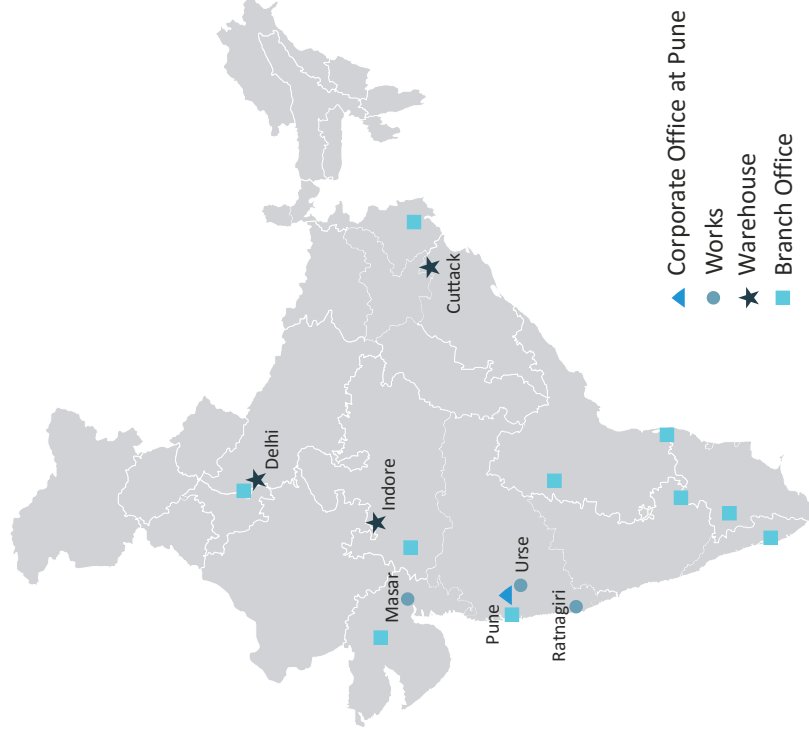 Delhi
Indore
Masar
Cuttack
Pune
Urse
Ratnagiri
Corporate Office at Pune
Works
Warehouse
Branch Office